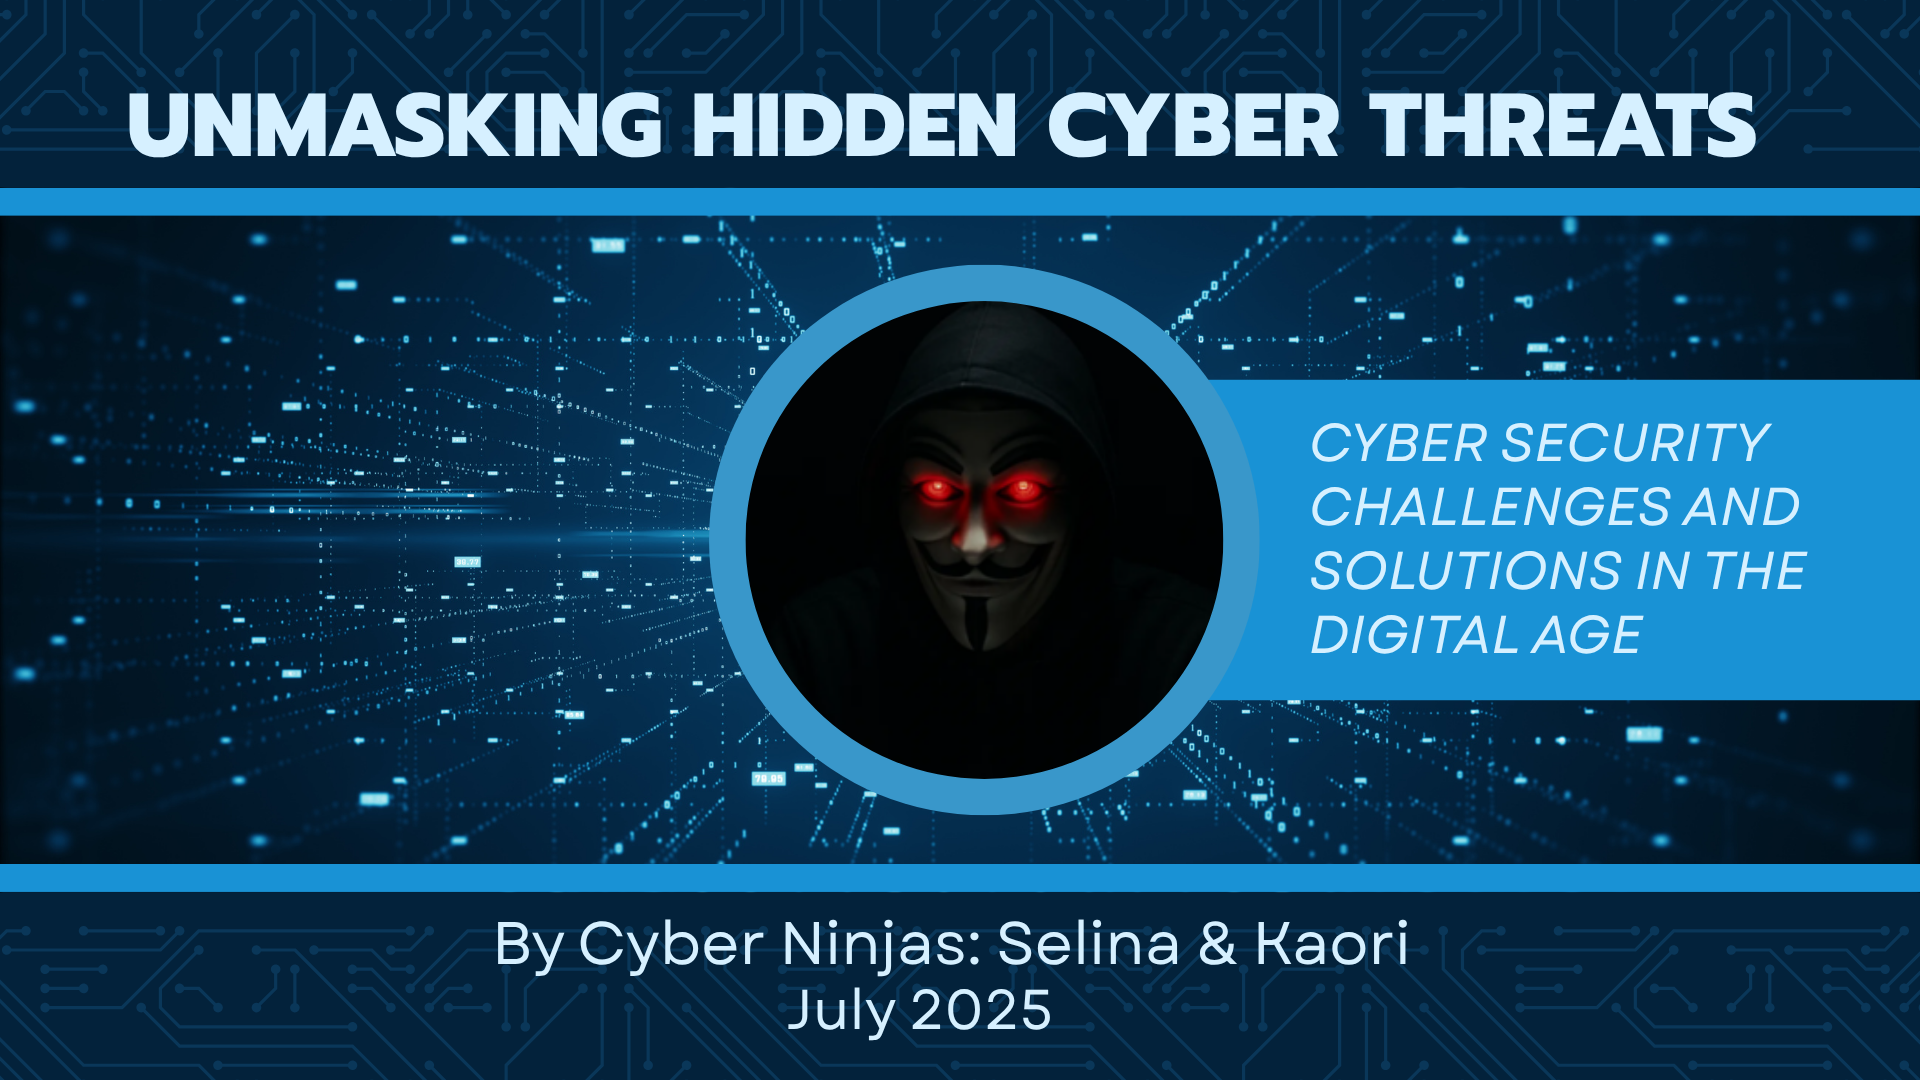 UNMASKING HIDDEN CYBER THREATS
CYBER SECURITY
CHALLENGES AND
SOLUTIONS IN THE
DIGITAL AGE
By Cyber Ninjas: Selina & Kaori
July 2025